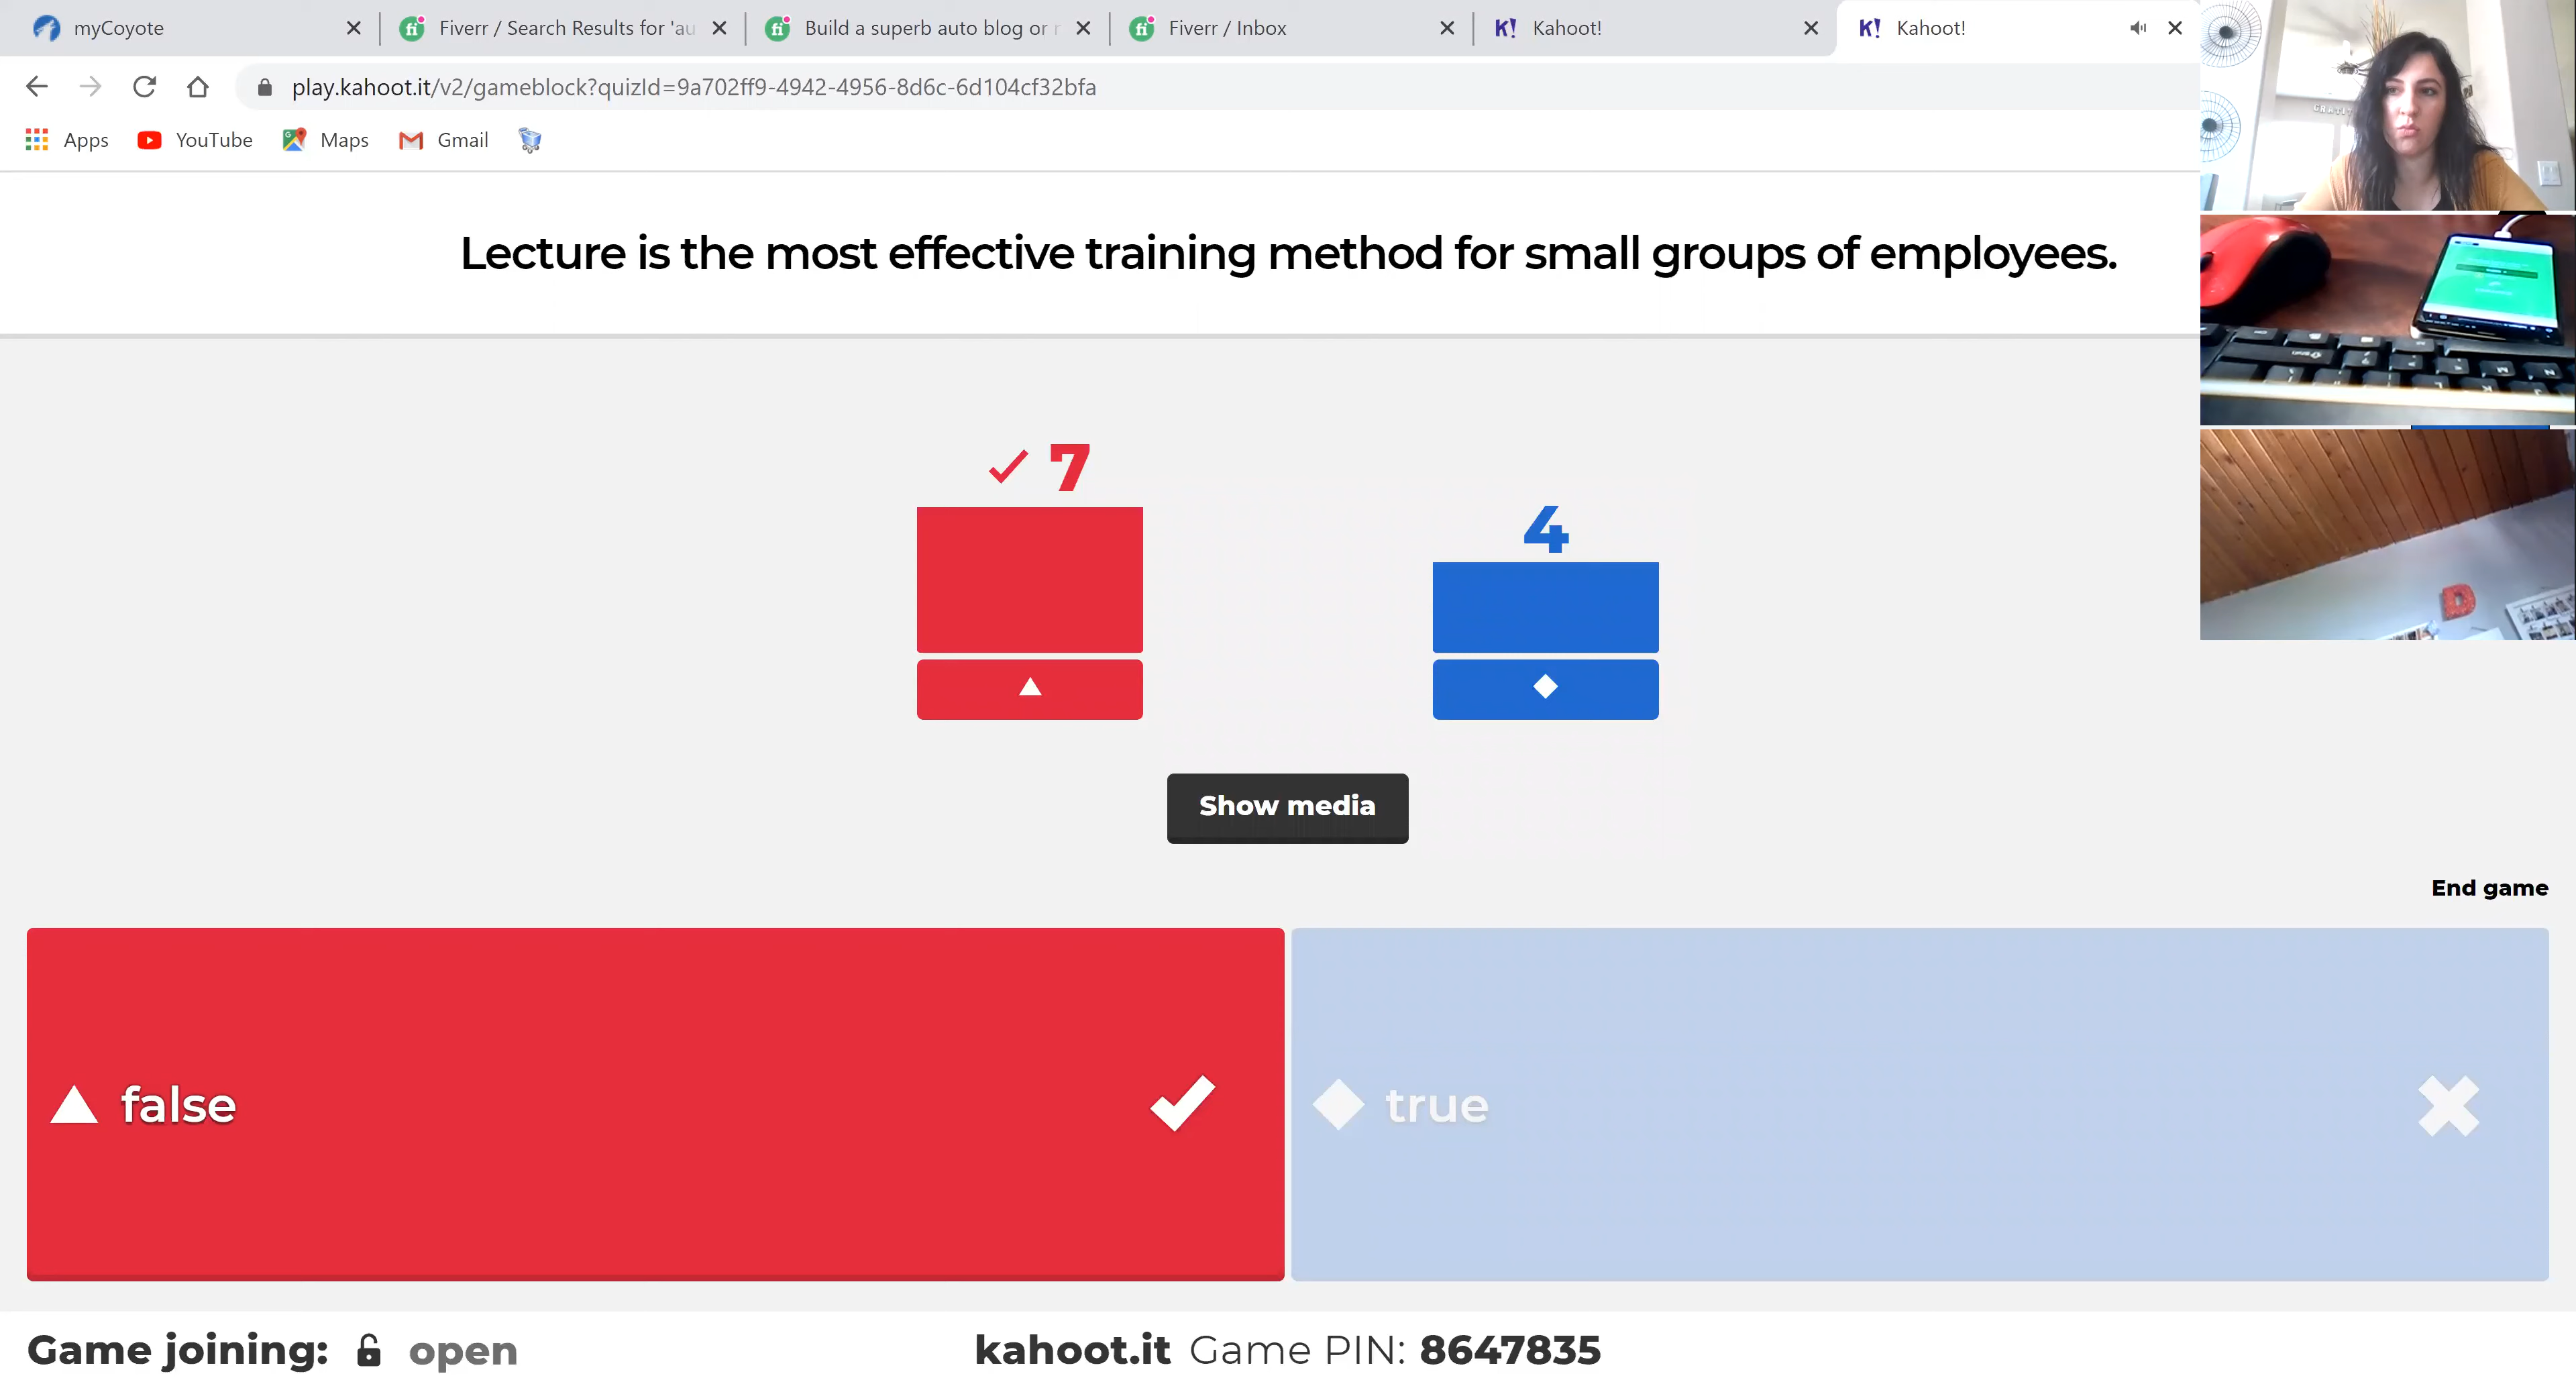 myCoyote
Fiverr / Search Results for 'au
Build a superb auto blog or r
Fiverr / Inbox
K! Kahoot!
K! Kahoot!
play.kahoot.it/v2/gameblock?quizId=9a702ff9-4942-4956-8d6c-6d104cf32bfa
Apps
YouTube
Maps
Gmail
Lecture is the most effective training method for small groups of employees.
7
4
Show media
End game
false
true
Game joining: open
kahoot.it Game PIN: 8647835
D